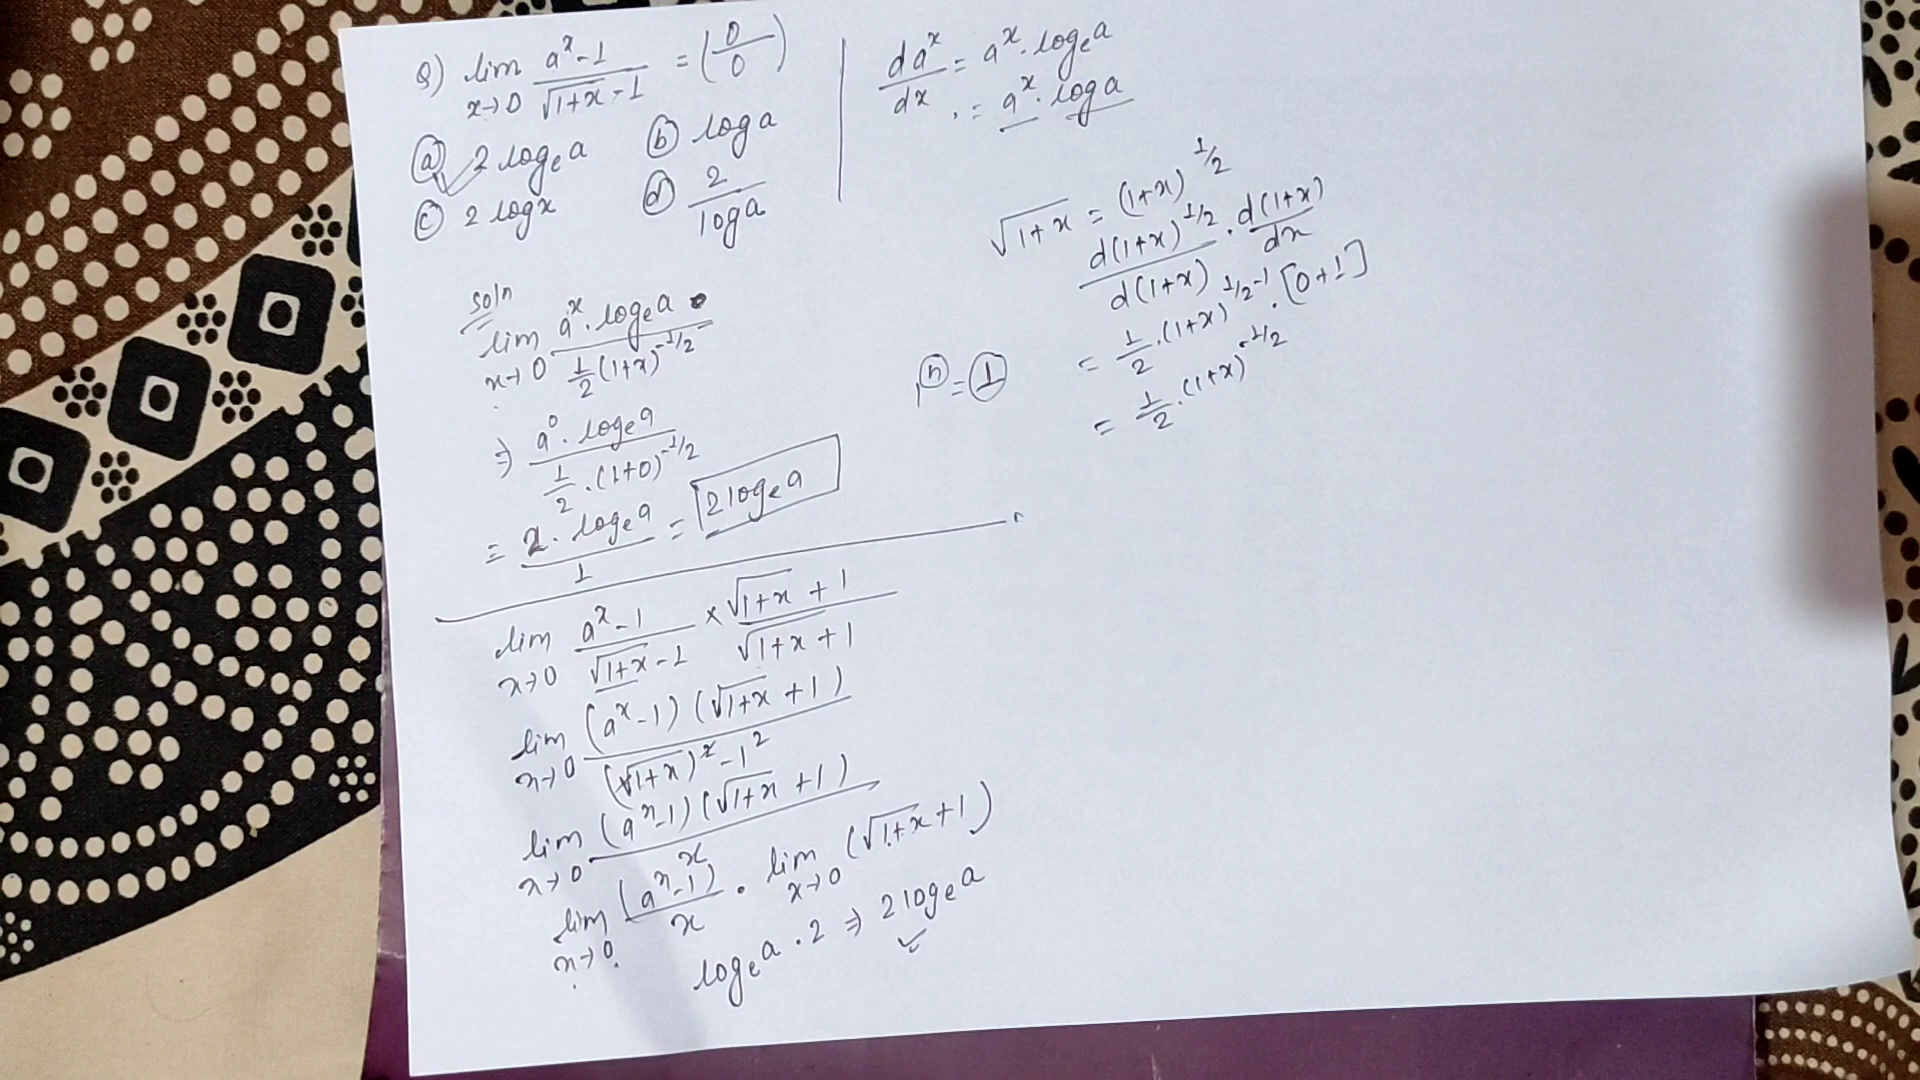 Q) lim x→0 (a^x - 1)/(√(1+x) - 1) = (0/0)
(a) ✓ 2 log_e a (b) log a
(c) 2 log x (d) 2/log a
soln
lim x→0 (a^x · log_e a)/(1/2 (1+x)^(-1/2))
⇒ (a^0 · log_e a)/(1/2 · (1+0)^(-1/2))
= (2 · log_e a)/1 = 2 log_e a
lim x→0 (a^x - 1)/(√(1+x) - 1) × (√(1+x) + 1)/(√(1+x) + 1)
lim x→0 ((a^x - 1)(√(1+x) + 1))/((√(1+x))^2 - 1^2)
lim x→0 ((a^x - 1)(√(1+x) + 1))/x
lim x→0 (a^x - 1)/x · lim x→0 (√(1+x) + 1)
log_e a · 2 ⇒ 2 log_e a ✓
da^x/dx = a^x · log_e a
= a^x · log a
√(1+x) = (1+x)^(1/2)
d(1+x)^(1/2)/d(1+x) · d(1+x)/dx
= 1/2 · (1+x)^(1/2-1) · [0+1]
= 1/2 · (1+x)^(-1/2)
1^n = 1